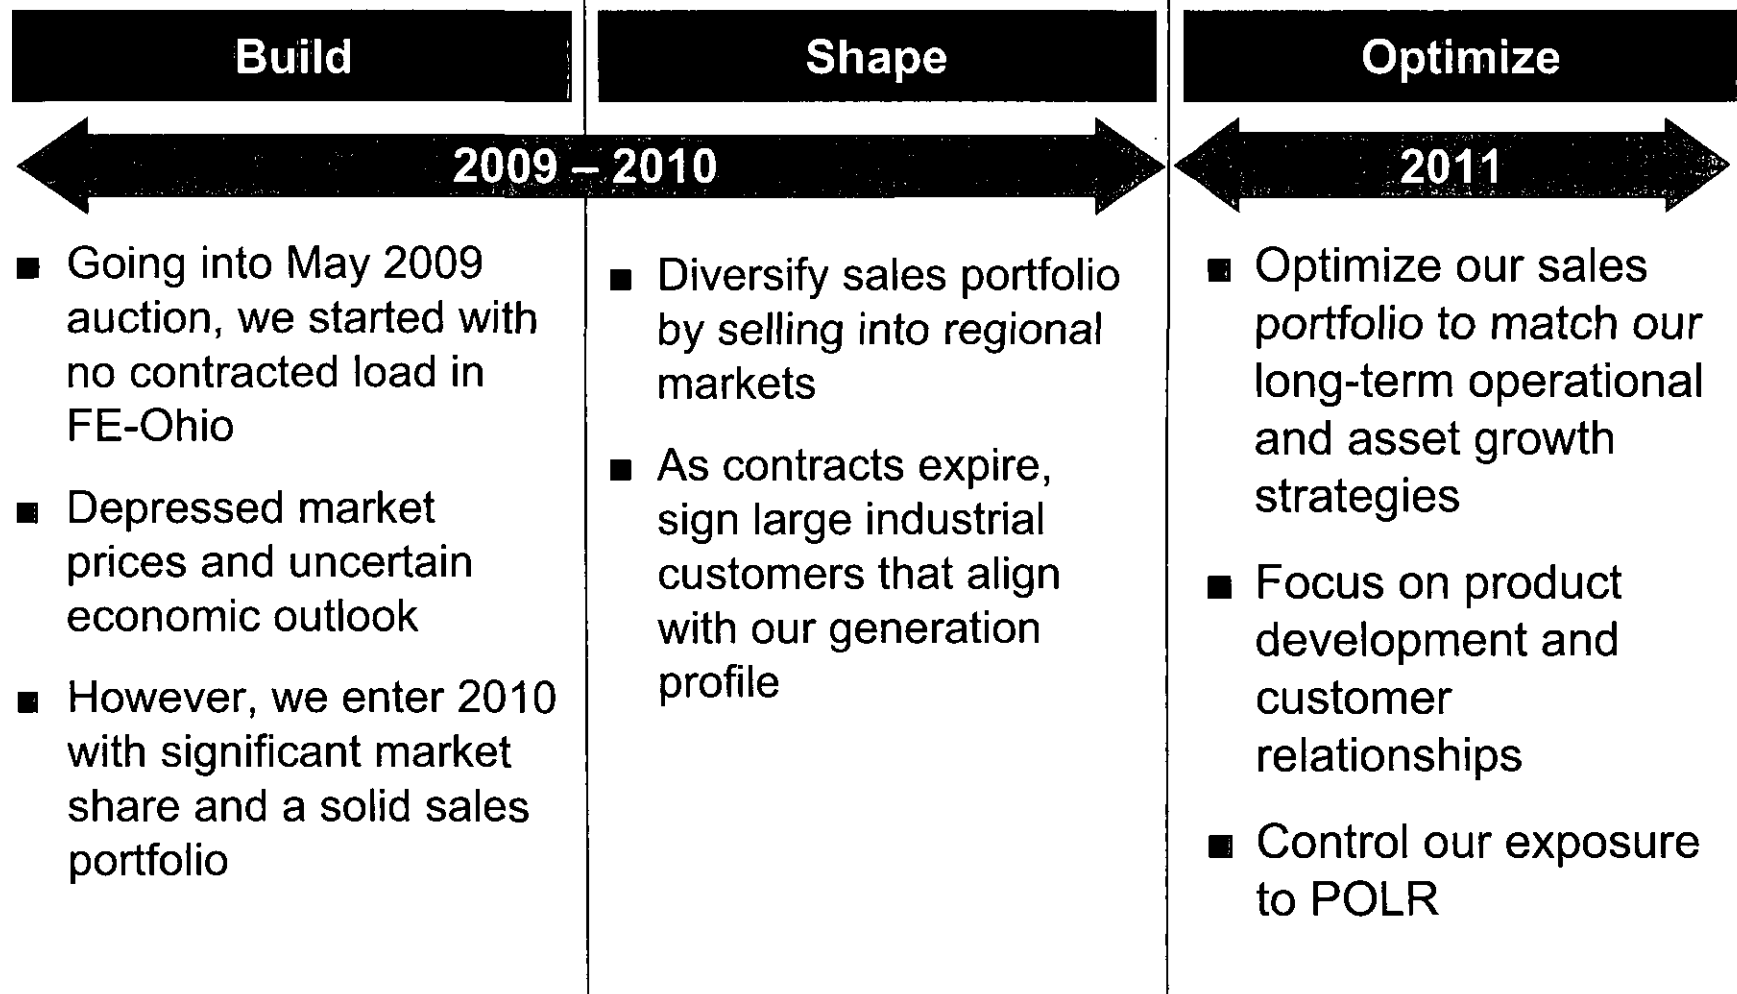 Build
Shape
Optimize
2009 – 2010
2011
■ Going into May 2009
auction, we started with
no contracted load in
FE-Ohio
■ Depressed market
prices and uncertain
economic outlook
■ However, we enter 2010
with significant market
share and a solid sales
portfolio
■ Diversify sales portfolio
by selling into regional
markets
■ As contracts expire,
sign large industrial
customers that align
with our generation
profile
■ Optimize our sales
portfolio to match our
long-term operational
and asset growth
strategies
■ Focus on product
development and
customer
relationships
■ Control our exposure
to POLR